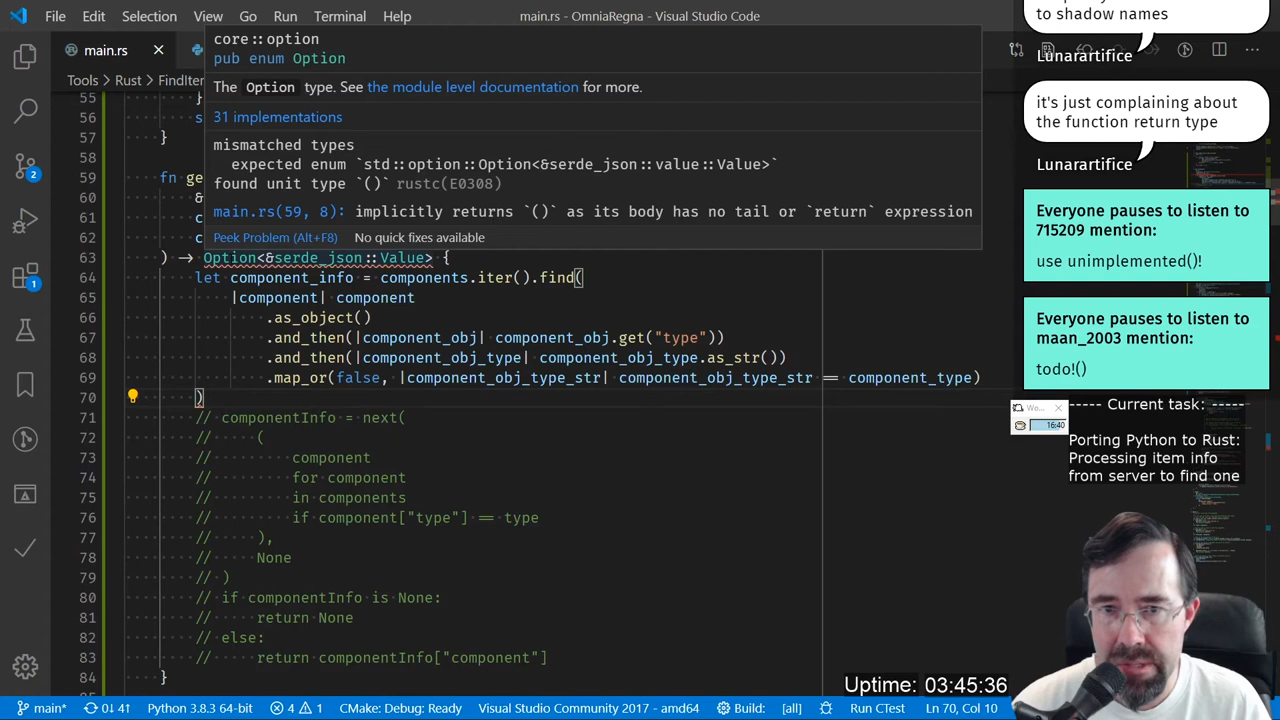 File Edit Selection View Go Run Terminal Help
main.rs - OmniaRegna - Visual Studio Code
main.rs
Tools > Rust > FindIter
core::option
pub enum Option
The Option type. See the module level documentation for more.
31 implementations
mismatched types
expected enum `std::option::Option<&serde_json::value::Value>`
found unit type `()` rustc(E0308)
main.rs(59, 8): implicitly returns `()` as its body has no tail or `return` expression
Peek Problem (Alt+F8) No quick fixes available
55 }
56 s
57 }
58
59 fn ge
60 &
61 c
62 c
63 ) -> Option<&serde_json::Value> {
64 let component_info = components.iter().find(
65 |component| component
66 .as_object()
67 .and_then(|component_obj| component_obj.get("type"))
68 .and_then(|component_obj_type| component_obj_type.as_str())
69 .map_or(false, |component_obj_type_str| component_obj_type_str == component_type)
70 )
71 // componentInfo = next(
72 // (
73 // component
74 // for component
75 // in components
76 // if component["type"] == type
77 // ),
78 // None
79 // )
80 // if componentInfo is None:
81 // return None
82 // else:
83 // return componentInfo["component"]
84 }
to shadow names
Lunarartifice
it's just complaining about
the function return type
Lunarartifice
Everyone pauses to listen to
715209 mention:
use unimplemented()!
Everyone pauses to listen to
maan_2003 mention:
todo!()
Wo...
16:40
----- Current task: -----
Porting Python to Rust:
Processing item info
from server to find one
2
1
Uptime: 03:45:36
main* 0↓ 4↑ Python 3.8.3 64-bit 4 1 CMake: Debug: Ready Visual Studio Community 2017 - amd64 Build: [all] Run CTest Ln 70, Col 10